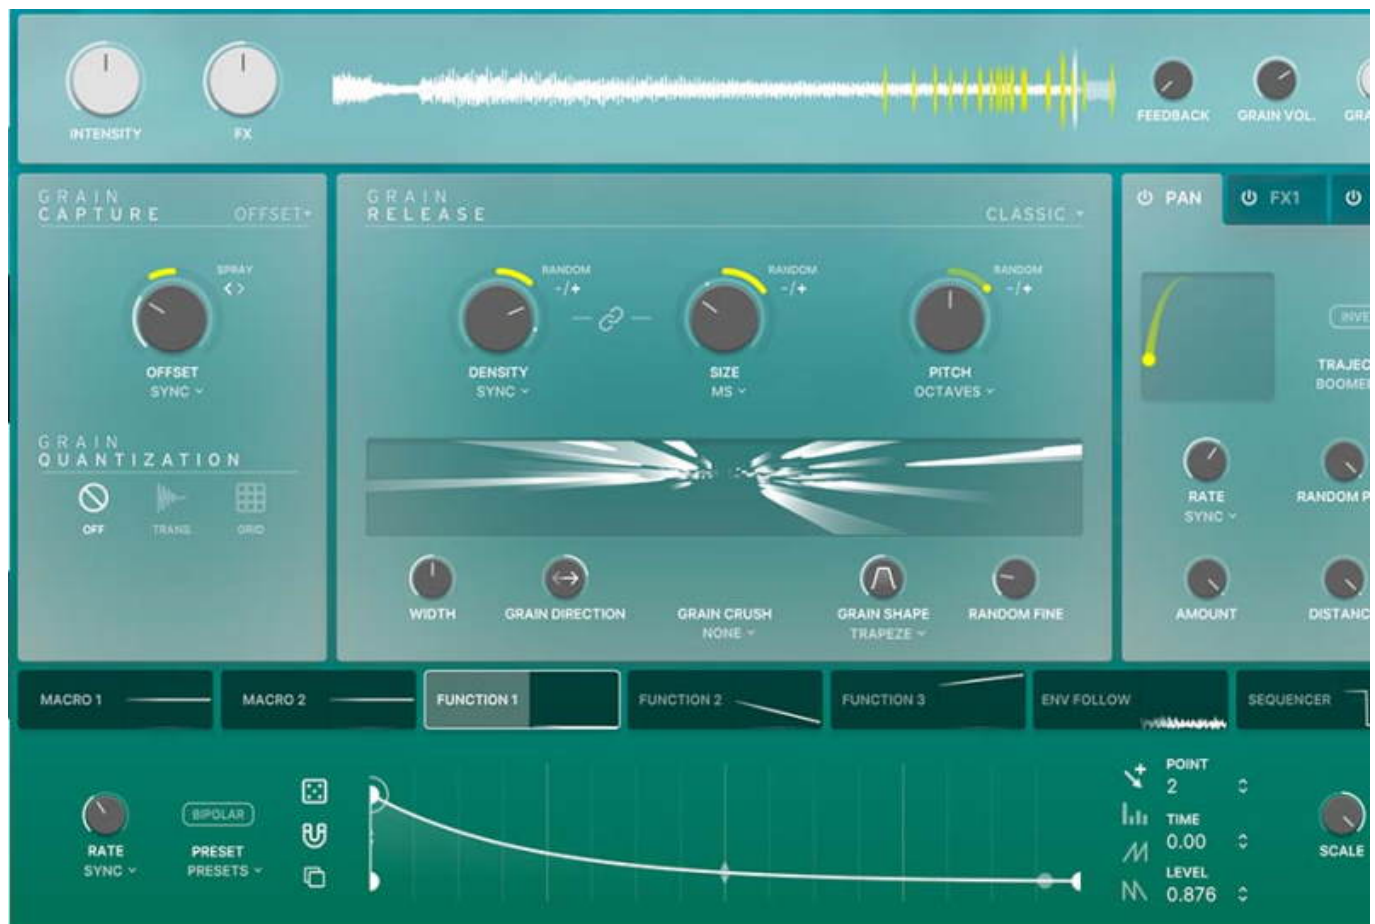 INTENSITY
FX
FEEDBACK
GRAIN VOL.
GRA
GRAIN
CAPTURE
OFFSET
SPRAY
OFFSET
SYNC
GRAIN
QUANTIZATION
OFF
TRANS.
GRID
GRAIN
RELEASE
CLASSIC
RANDOM
-/+
RANDOM
-/+
RANDOM
-/+
DENSITY
SYNC
SIZE
MS
PITCH
OCTAVES
WIDTH
GRAIN DIRECTION
GRAIN CRUSH
NONE
GRAIN SHAPE
TRAPEZE
RANDOM FINE
PAN
FX1
INVE
TRAJEC
BOOME
RATE
SYNC
RANDOM P
AMOUNT
DISTANC
MACRO 1
MACRO 2
FUNCTION 1
FUNCTION 2
FUNCTION 3
ENV FOLLOW
SEQUENCER
RATE
SYNC
BIPOLAR
PRESET
PRESETS
POINT
2
TIME
0.00
LEVEL
0.876
SCALE